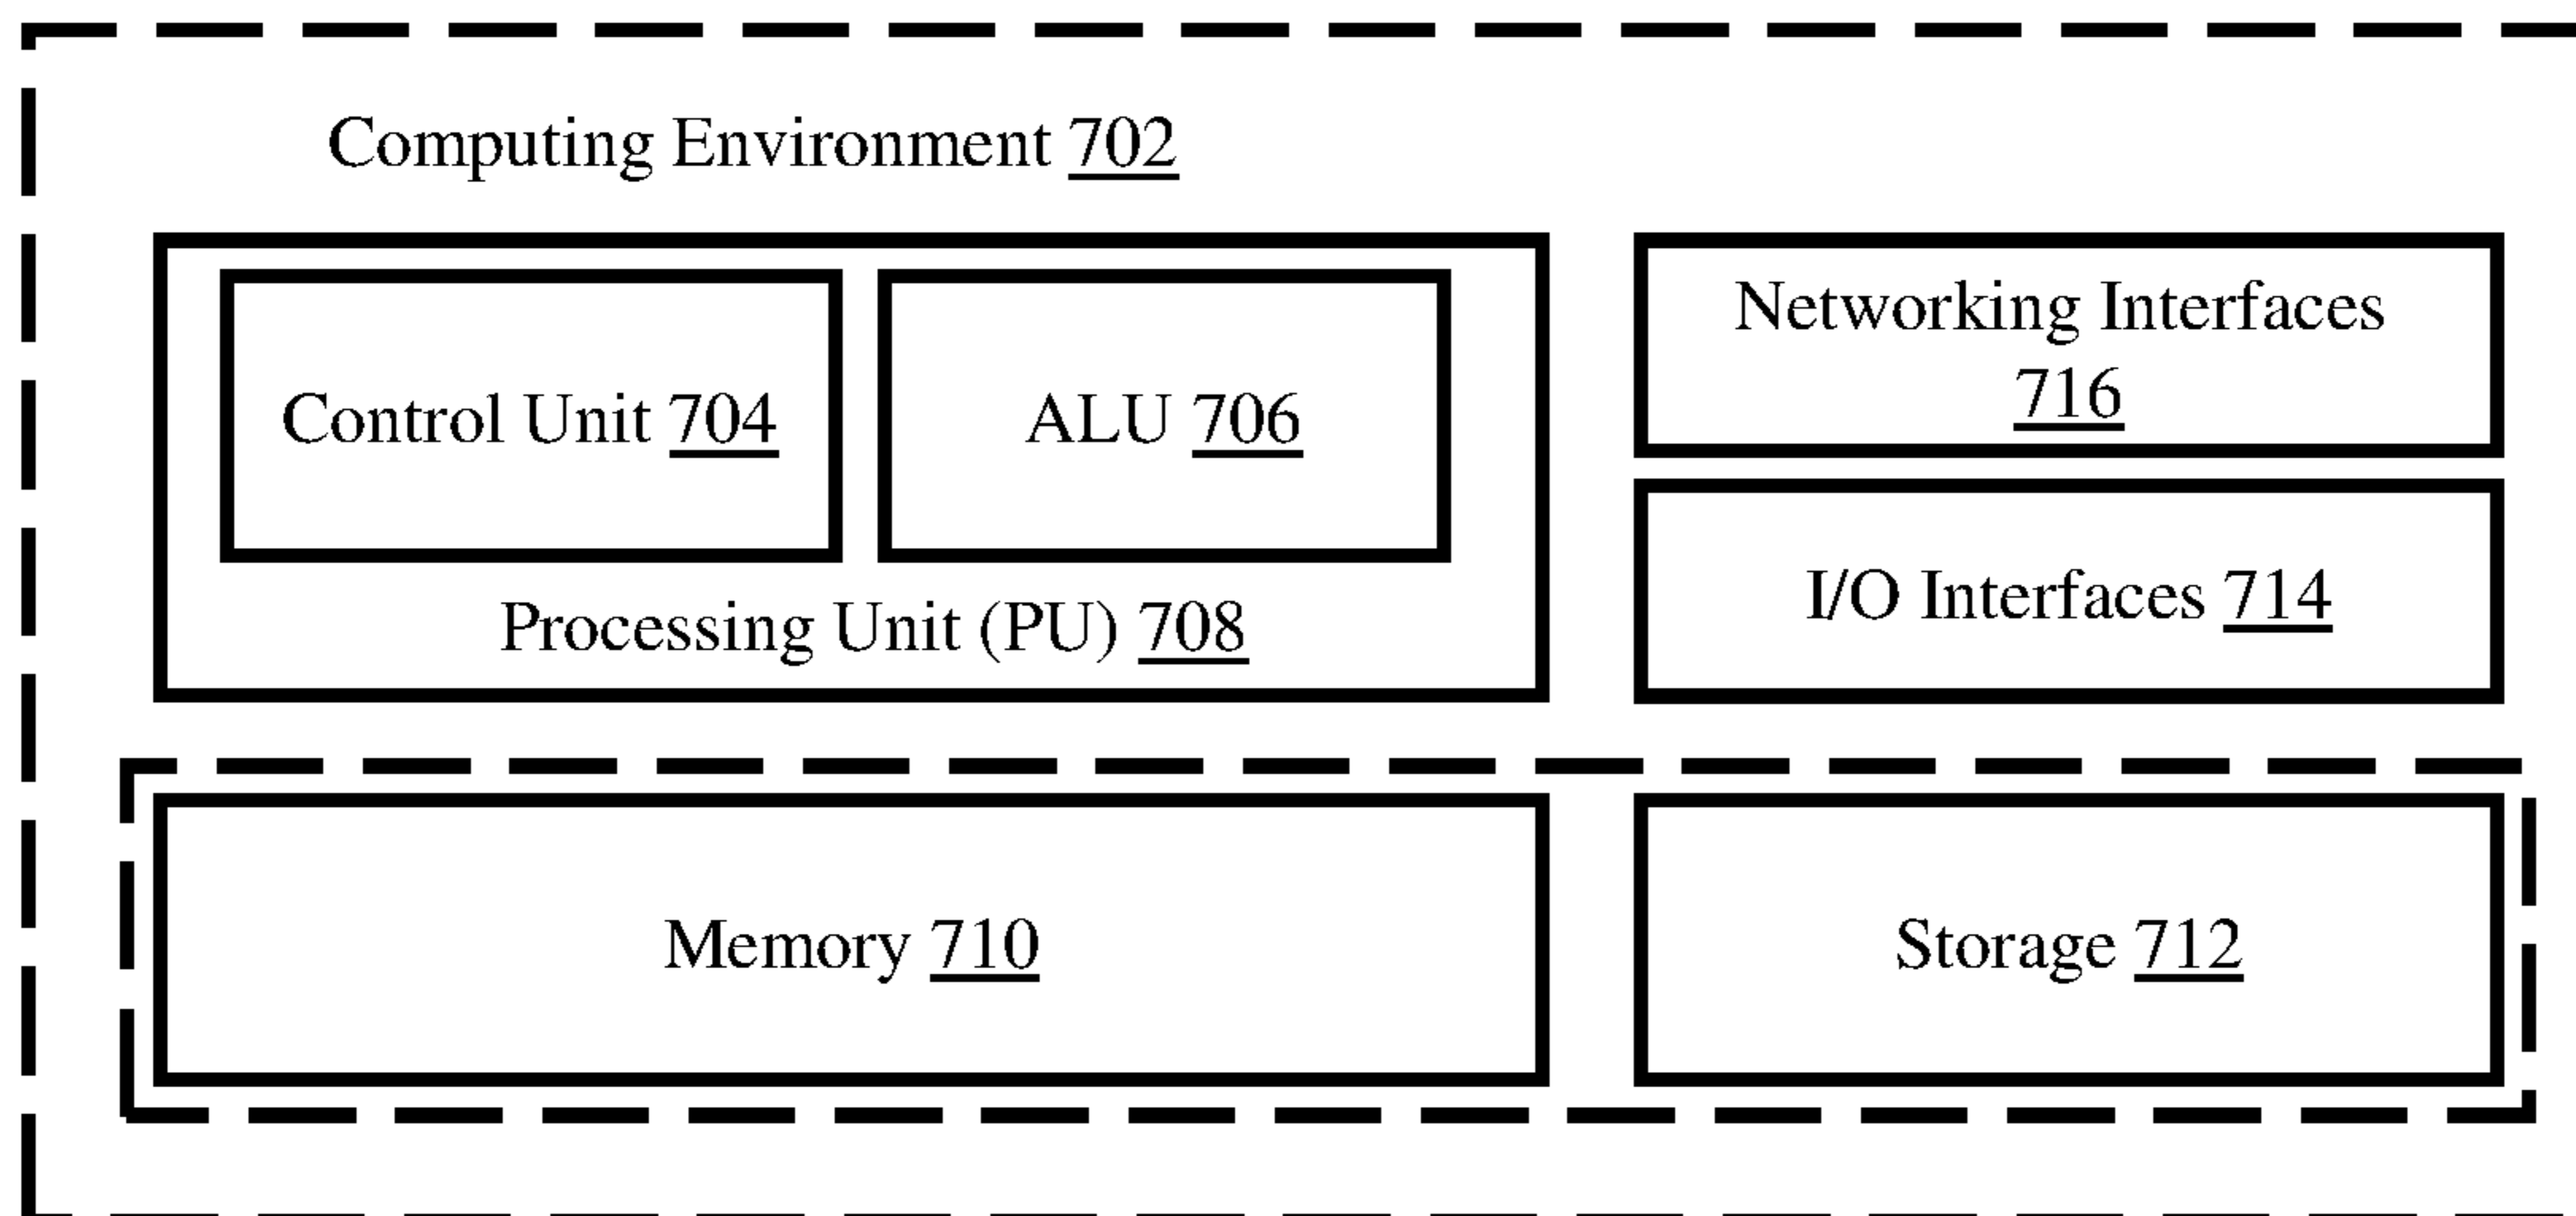 Computing Environment 702
Control Unit 704
ALU 706
Processing Unit (PU) 708
Networking Interfaces
716
I/O Interfaces 714
Memory 710
Storage 712